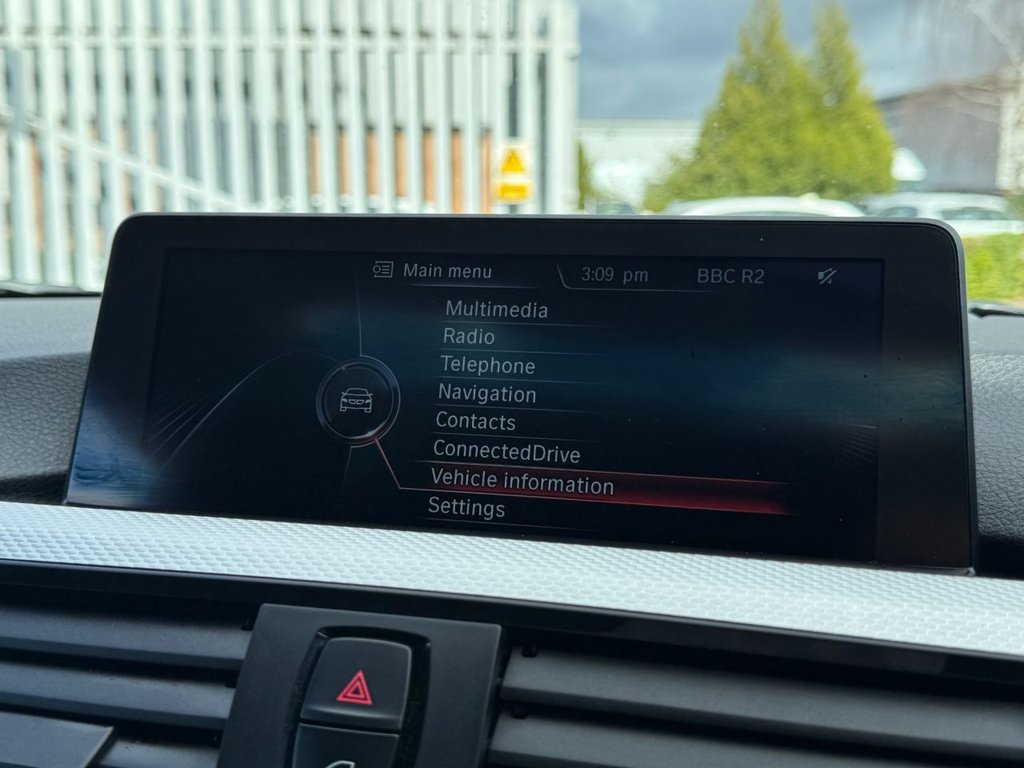 Main menu 3:09 pm BBC R2
Multimedia
Radio
Telephone
Navigation
Contacts
ConnectedDrive
Vehicle information
Settings